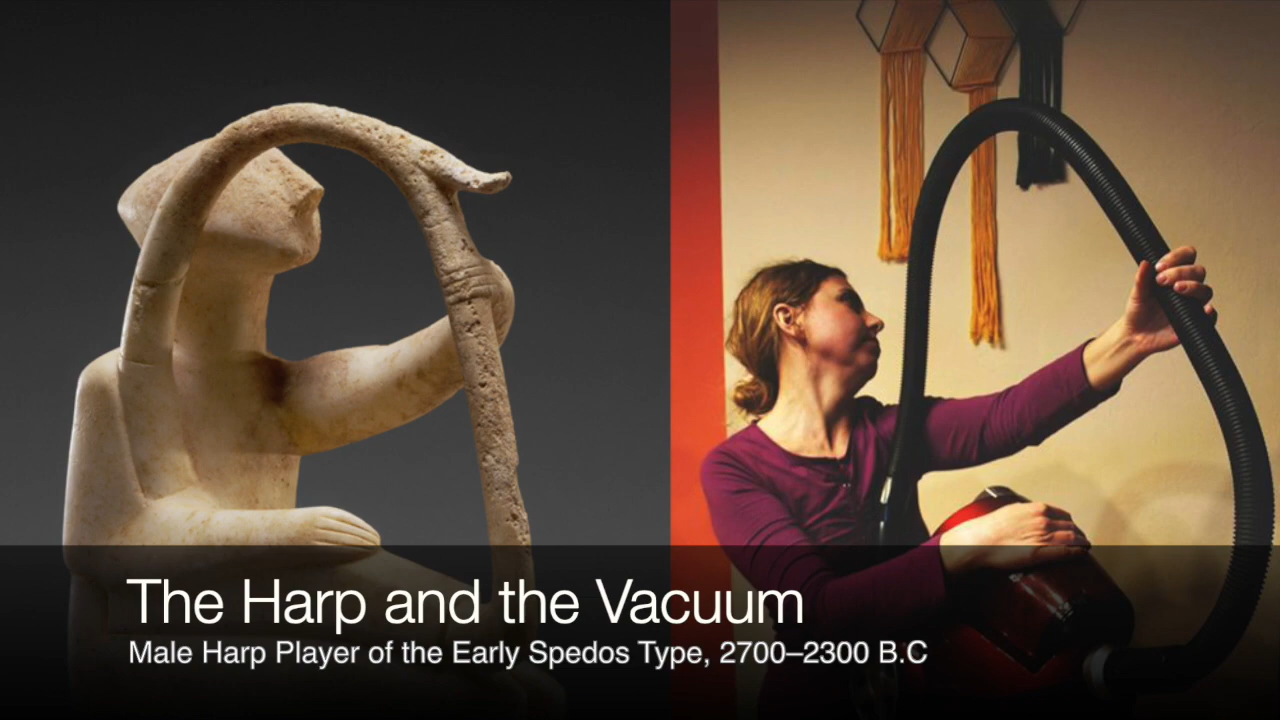 The Harp and the Vacuum
Male Harp Player of the Early Spedos Type, 2700–2300 B.C